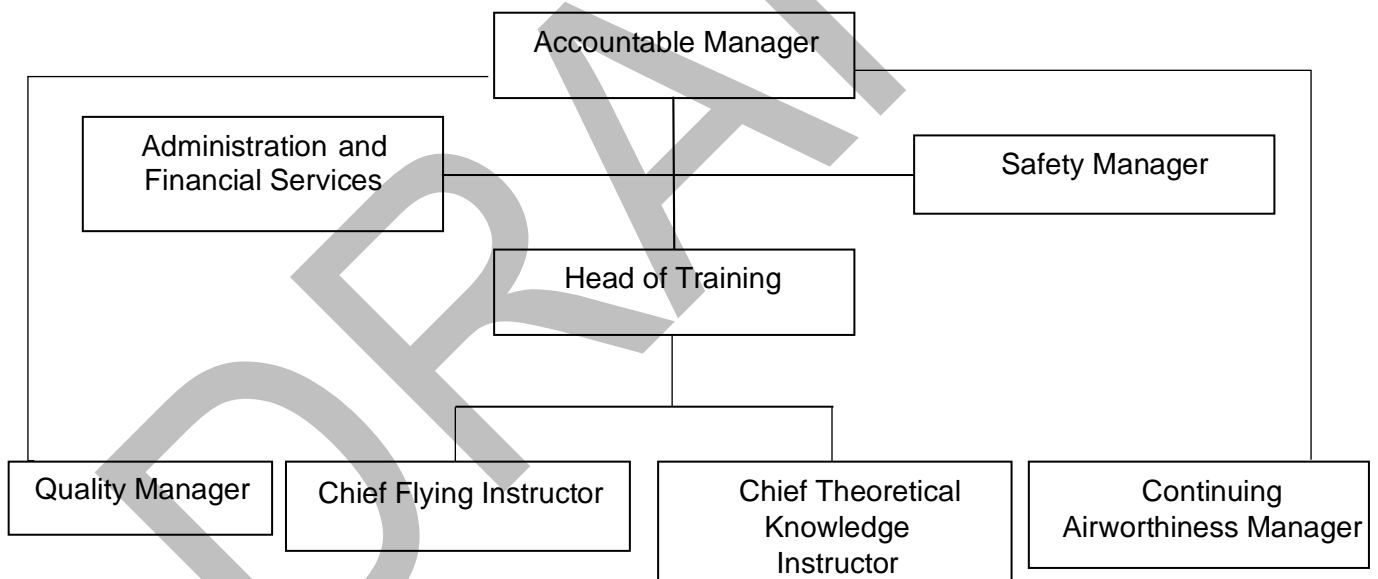 Accountable Manager
Administration and
Financial Services
Safety Manager
Head of Training
Quality Manager
Chief Flying Instructor
Chief Theoretical
Knowledge
Instructor
Continuing
Airworthiness Manager
DRA